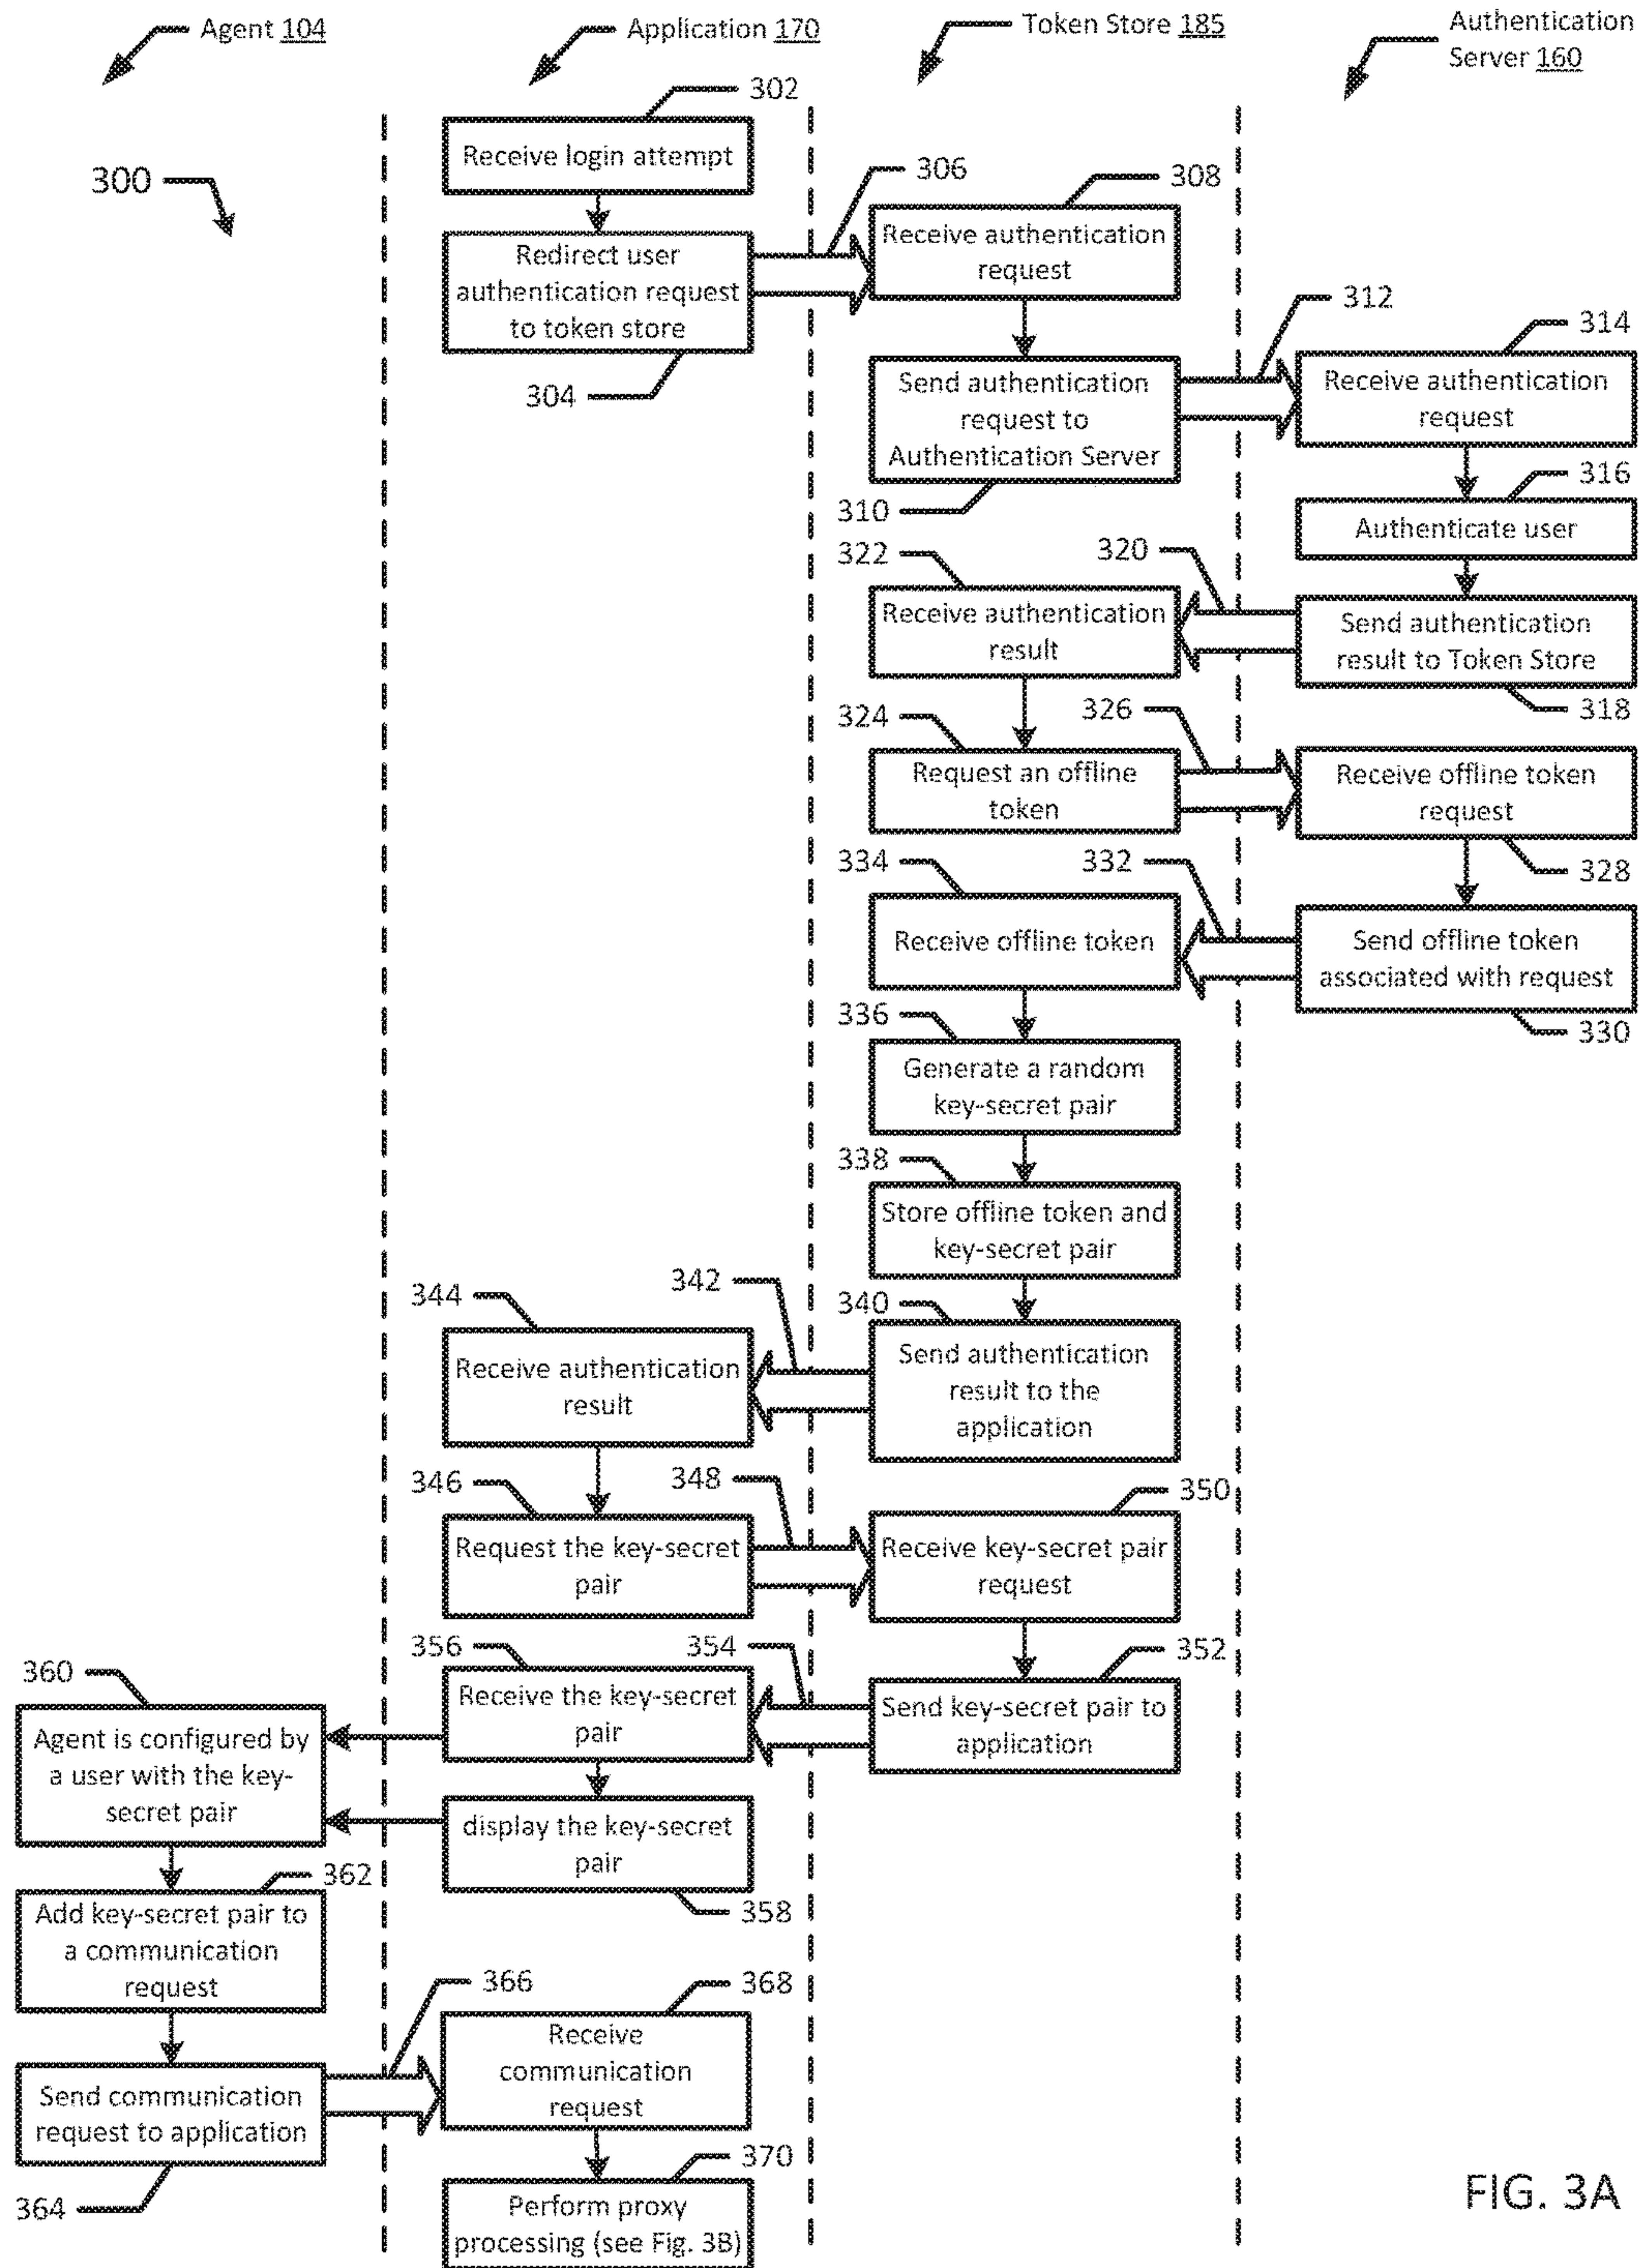 Agent 104
Application 170
Token Store 185
Authentication
Server 160
300
302
Receive login attempt
306
308
Redirect user
authentication request
to token store
304
Receive authentication
request
312
314
Send authentication
request to
Authentication Server
310
Receive authentication
request
316
Authenticate user
322
320
Receive authentication
result
Send authentication
result to Token Store
318
324
326
Request an offline
token
Receive offline token
request
328
334
332
Receive offline token
Send offline token
associated with request
330
336
Generate a random
key-secret pair
338
Store offline token and
key-secret pair
344
342
340
Receive authentication
result
Send authentication
result to the
application
346
348
350
Request the key-secret
pair
Receive key-secret pair
request
360
356
354
352
Agent is configured by
a user with the key-
secret pair
Receive the key-secret
pair
Send key-secret pair to
application
display the key-secret
pair
358
362
Add key-secret pair to
a communication
request
366
368
Send communication
request to application
364
Receive
communication
request
370
Perform proxy
processing (see Fig. 3B)
FIG. 3A